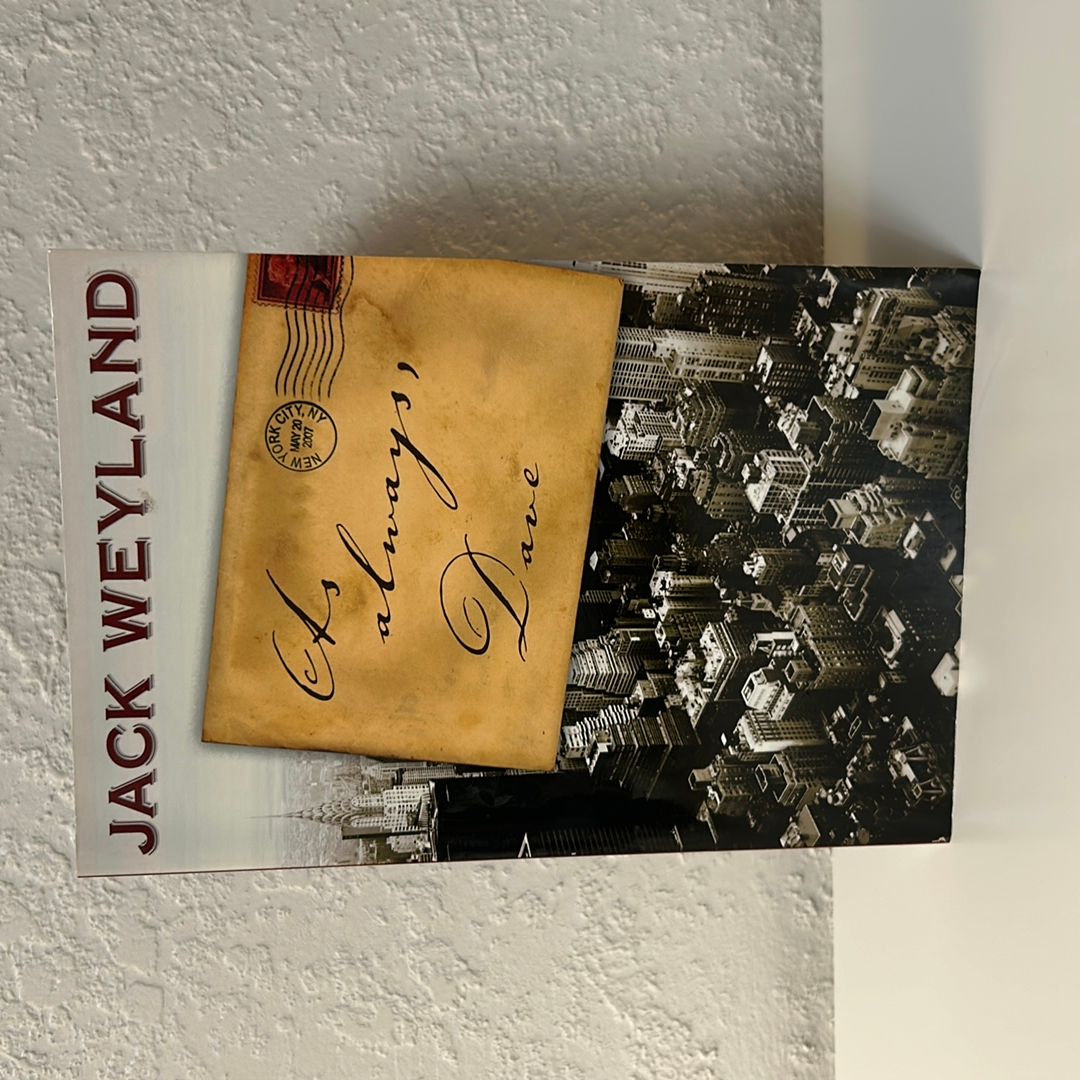 JACK WEYLAND
NEW YORK CITY, NY
MAY 20,
2007
As
always,
Dave